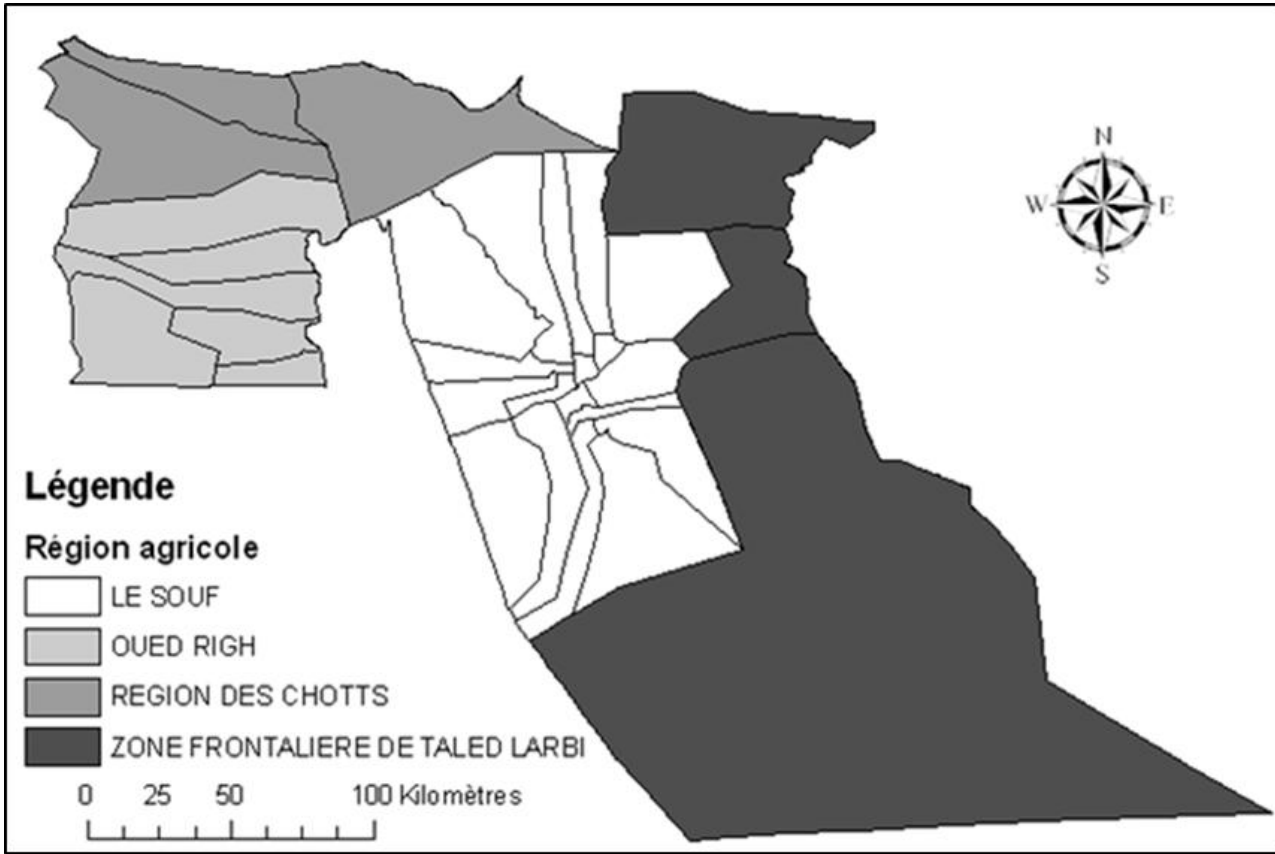 N
W E
S
Légende
Région agricole
LE SOUF
OUED RIGH
REGION DES CHOTTS
ZONE FRONTALIERE DE TALED LARBI
0 25 50 100 Kilomètres